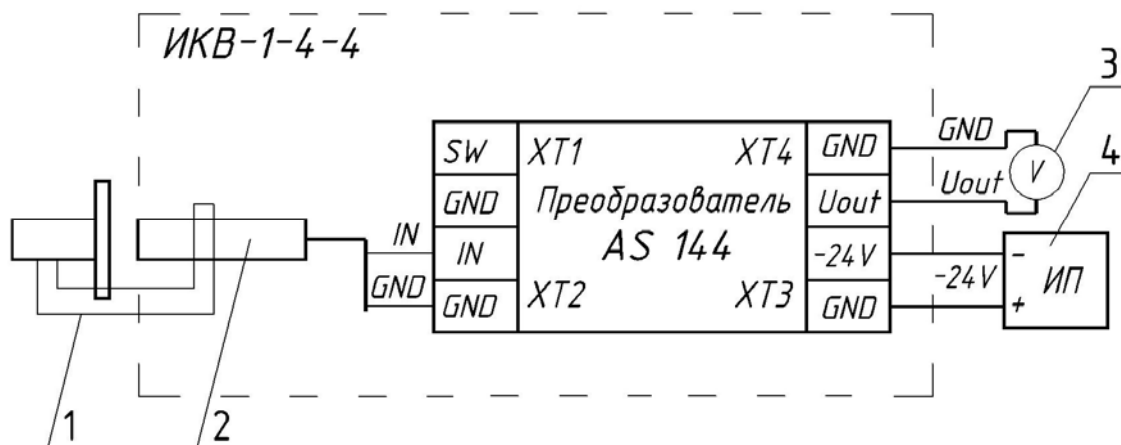 ИКВ-1-4-4
3
SW XT1 XT4 GND GND
4
GND Преобразователь Uout Uout V
IN IN AS 144 -24V - ИП
-24V
GND GND XT2 XT3 GND +
1 2